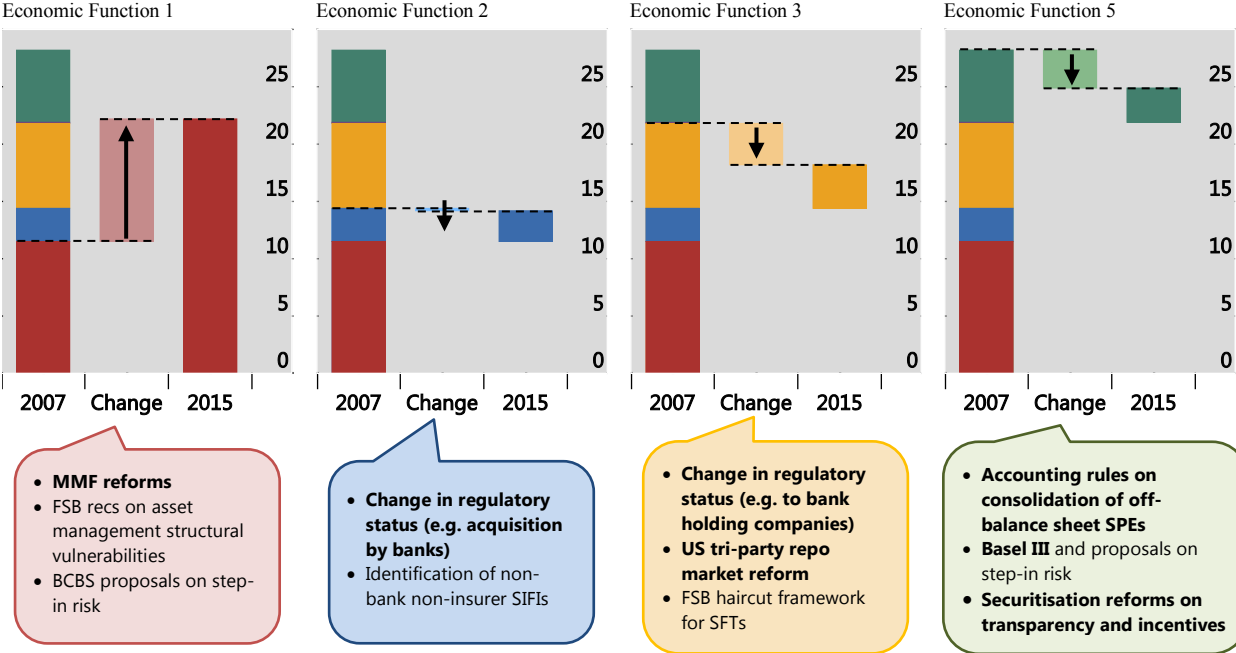 Economic Function 1
Economic Function 2
Economic Function 3
Economic Function 5
25
20
15
10
5
0
2007 Change 2015
25
20
15
10
5
0
2007 Change 2015
25
20
15
10
5
0
2007 Change 2015
25
20
15
10
5
0
2007 Change 2015
• MMF reforms
• FSB recs on asset
management structural
vulnerabilities
• BCBS proposals on step-
in risk
• Change in regulatory
status (e.g. acquisition
by banks)
• Identification of non-
bank non-insurer SIFIs
• Change in regulatory
status (e.g. to bank
holding companies)
• US tri-party repo
market reform
• FSB haircut framework
for SFTs
• Accounting rules on
consolidation of off-
balance sheet SPEs
• Basel III and proposals on
step-in risk
• Securitisation reforms on
transparency and incentives